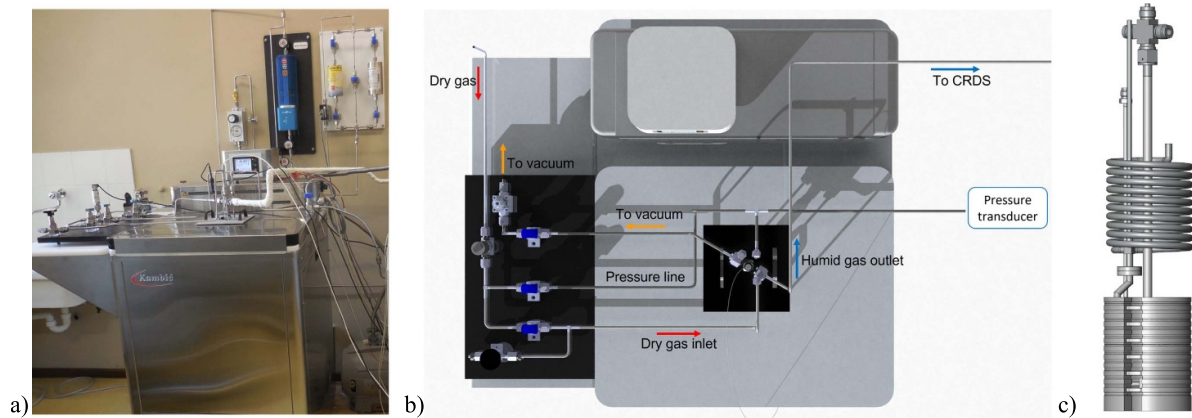 a)
Kambič
b)
Dry gas
To vacuum
To vacuum
Pressure line
Dry gas inlet
Humid gas outlet
To CRDS
Pressure
transducer
c)